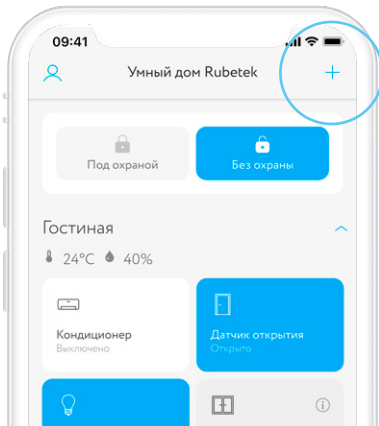 09:41
Умный дом Rubetek
Под охраной
Без охраны
Гостиная
24°C 40%
Кондиционер
Выключено
Датчик открытия
Открыто